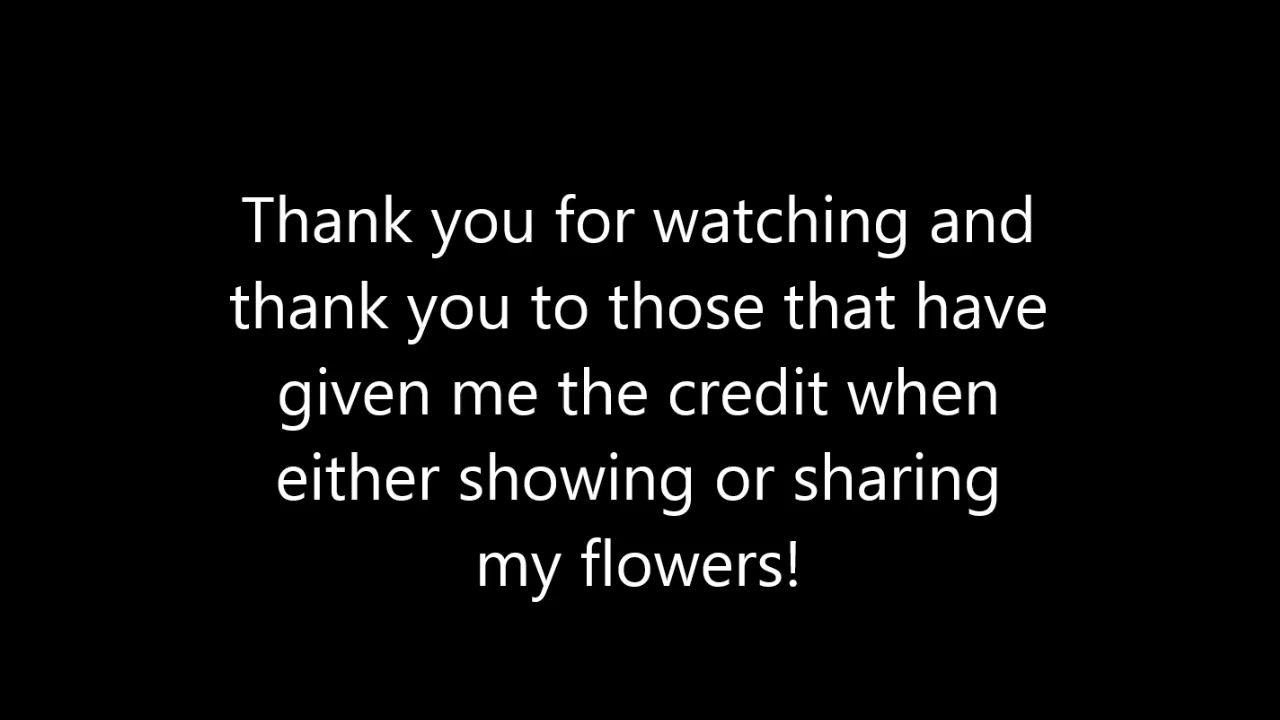 Thank you for watching and
thank you to those that have
given me the credit when
either showing or sharing
my flowers!